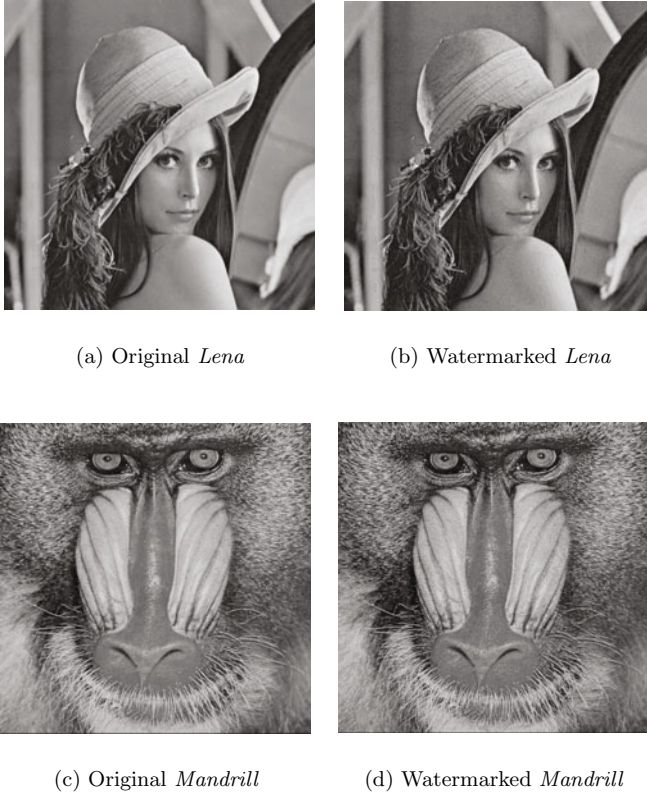 (a) Original Lena
(b) Watermarked Lena
(c) Original Mandrill
(d) Watermarked Mandrill